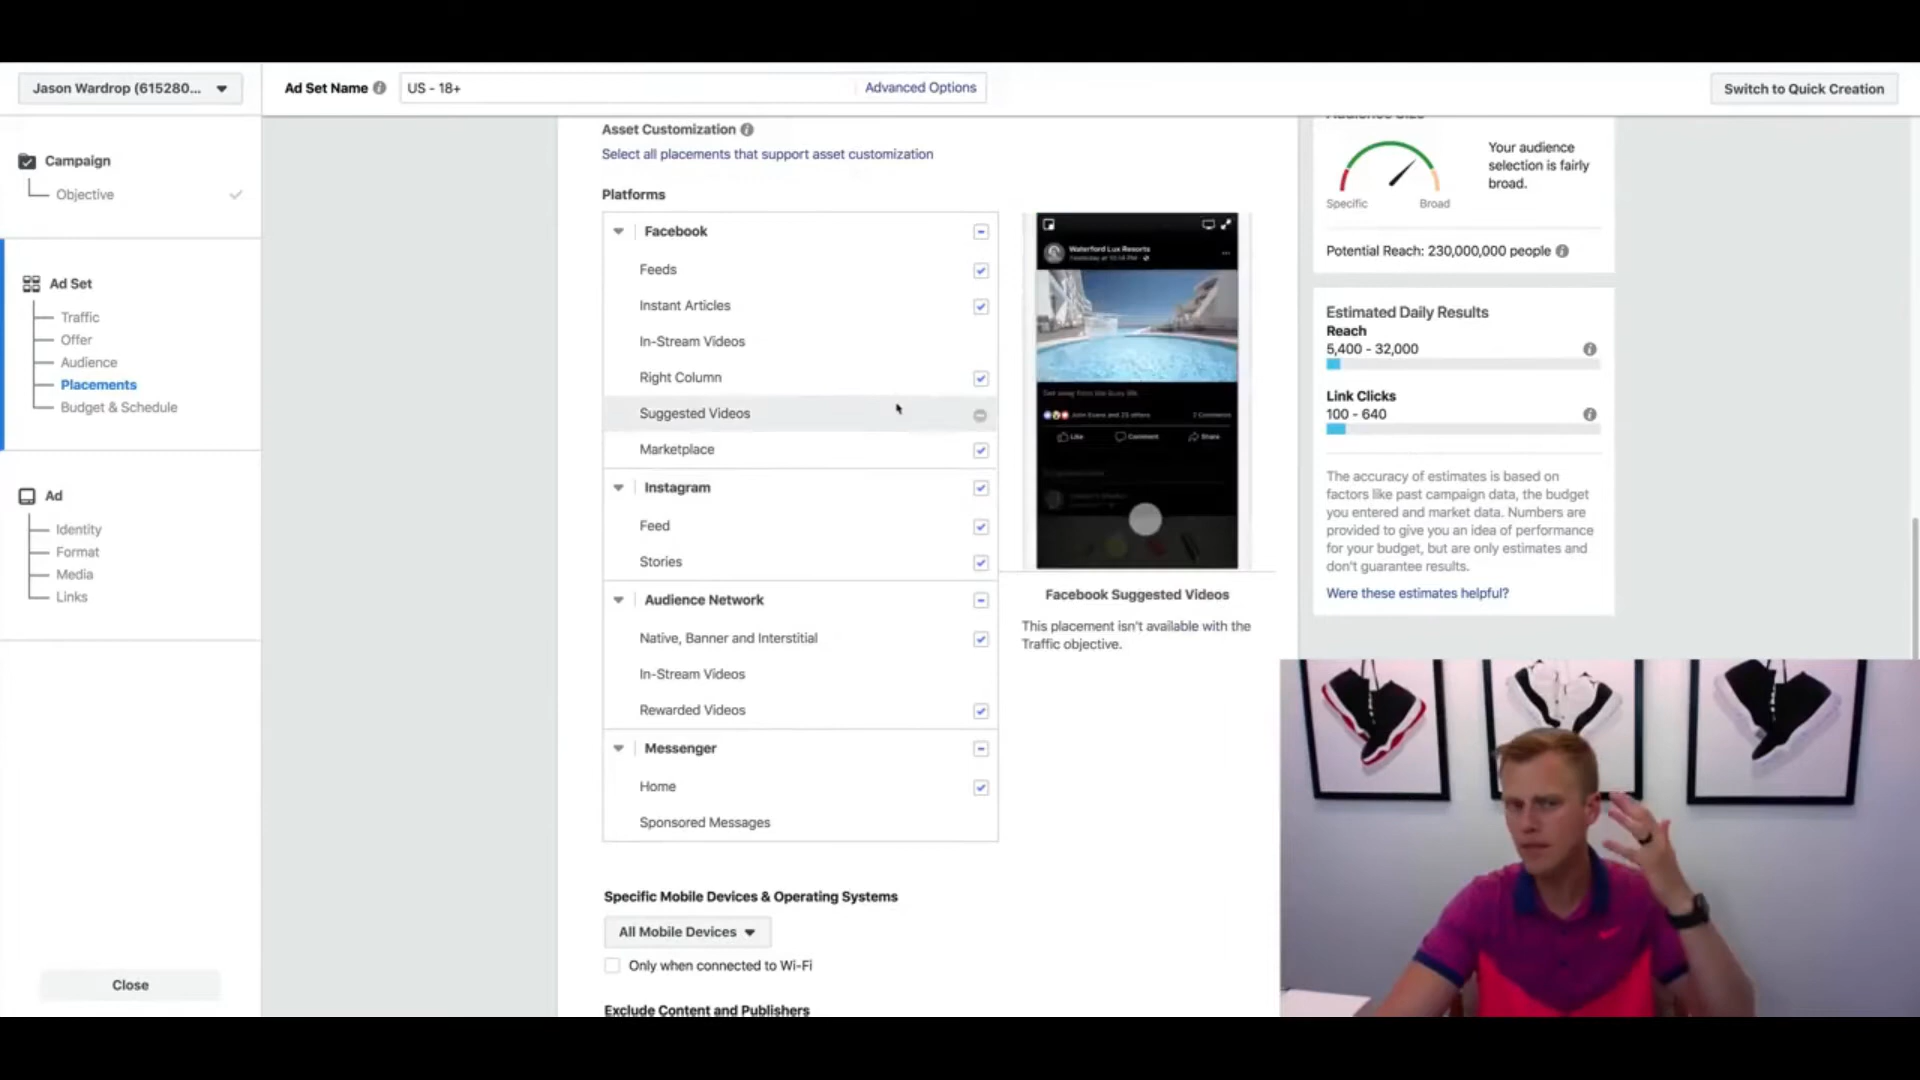 Jason Wardrop (615280...
Ad Set Name
US - 18+
Advanced Options
Switch to Quick Creation
Campaign
Objective
Ad Set
Traffic
Offer
Audience
Placements
Budget & Schedule
Ad
Identity
Format
Media
Links
Close
Asset Customization
Select all placements that support asset customization
Platforms
Facebook
Feeds
Instant Articles
In-Stream Videos
Right Column
Suggested Videos
Marketplace
Instagram
Feed
Stories
Audience Network
Native, Banner and Interstitial
In-Stream Videos
Rewarded Videos
Messenger
Home
Sponsored Messages
Waterford Lux Resorts
Like
Comment
Share
Facebook Suggested Videos
This placement isn't available with the
Traffic objective.
Specific Mobile Devices & Operating Systems
All Mobile Devices
Only when connected to Wi-Fi
Exclude Content and Publishers
Audience Size
Your audience
selection is fairly
broad.
Specific
Broad
Potential Reach: 230,000,000 people
Estimated Daily Results
Reach
5,400 - 32,000
Link Clicks
100 - 640
The accuracy of estimates is based on
factors like past campaign data, the budget
you entered and market data. Numbers are
provided to give you an idea of performance
for your budget, but are only estimates and
don't guarantee results.
Were these estimates helpful?